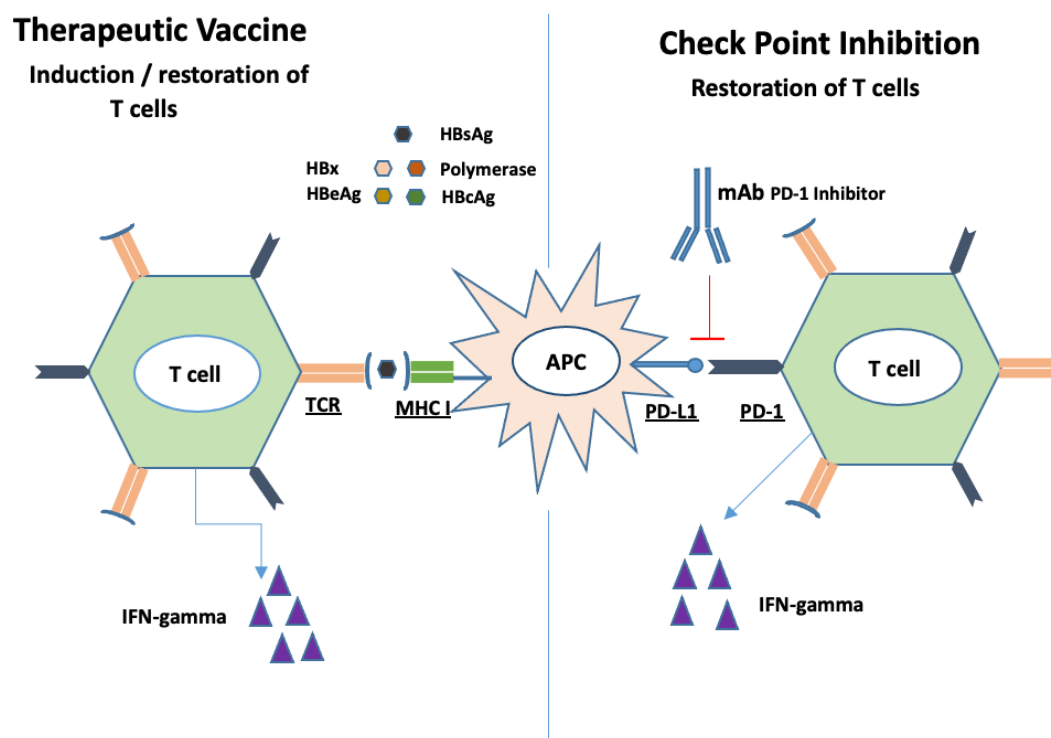 Therapeutic Vaccine
Induction / restoration of
T cells
Check Point Inhibition
Restoration of T cells
HBsAg
HBx
Polymerase
HBeAg
HBcAg
mAb PD-1 Inhibitor
T cell
TCR
MHC I
APC
PD-L1
PD-1
T cell
IFN-gamma
IFN-gamma